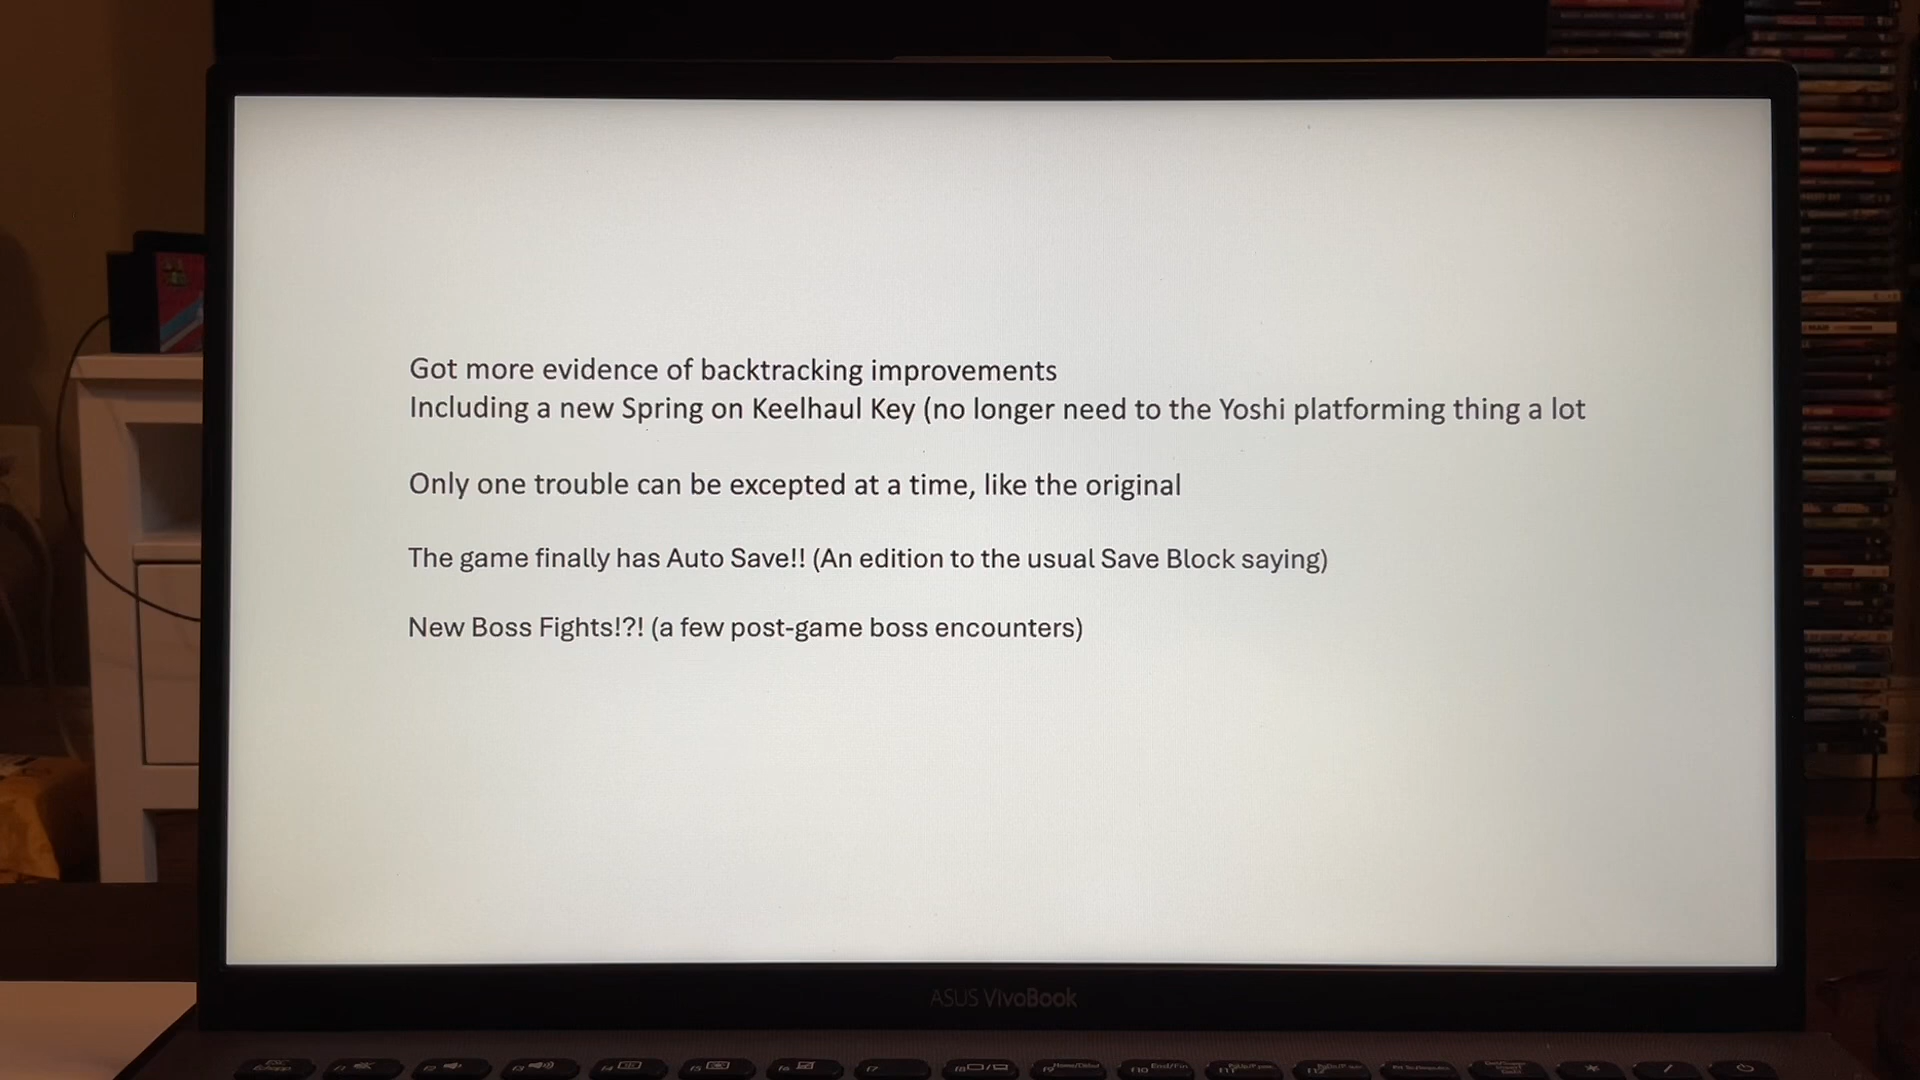 Got more evidence of backtracking improvements
Including a new Spring on Keelhaul Key (no longer need to the Yoshi platforming thing a lot
Only one trouble can be excepted at a time, like the original
The game finally has Auto Save!! (An edition to the usual Save Block saying)
New Boss Fights!?! (a few post-game boss encounters)
ASUS VivoBook